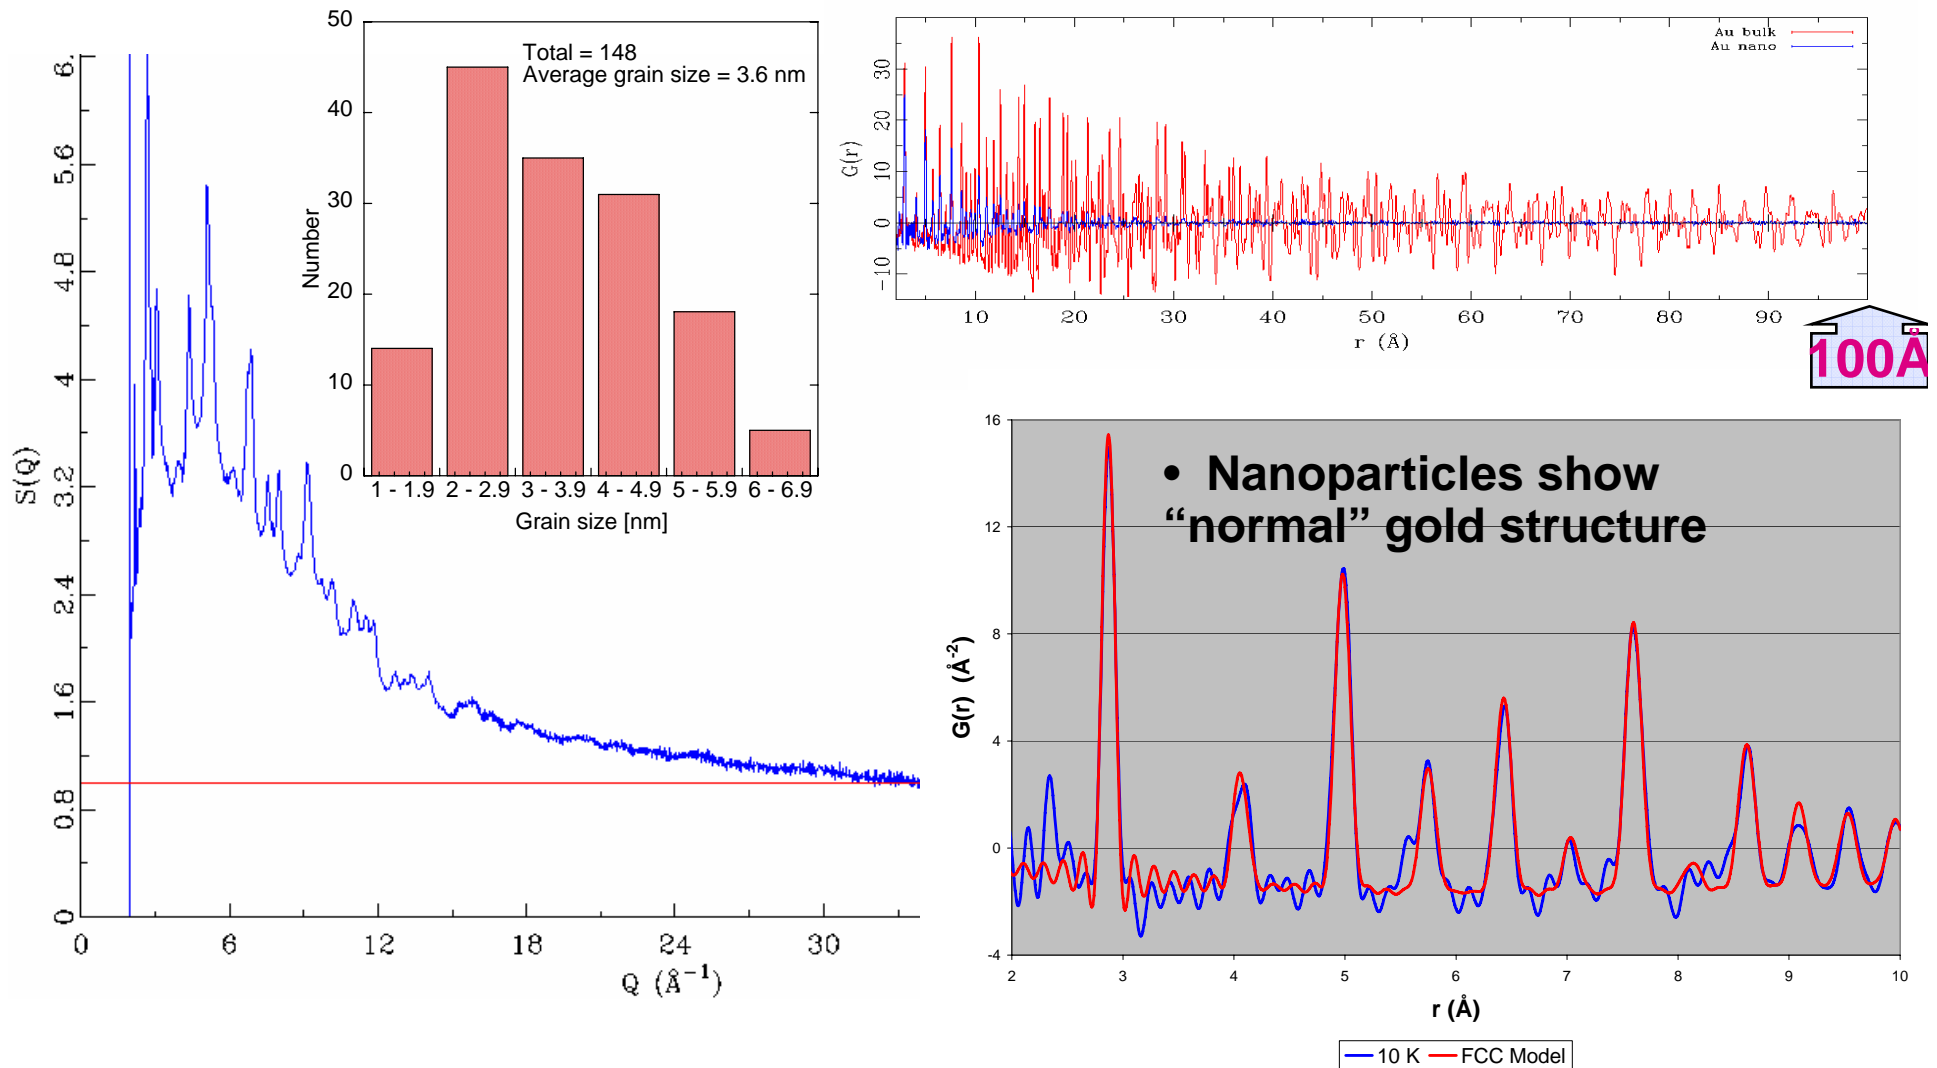 50
40
30
20
10
0
Number
Total = 148
Average grain size = 3.6 nm
1 - 1.9 2 - 2.9 3 - 3.9 4 - 4.9 5 - 5.9 6 - 6.9
Grain size [nm]
6.
5.6
4.8
4
3.2
2.4
1.6
0.8
0
S(Q)
0 6 12 18 24 30
Q (Å⁻¹)
Au bulk
Au nano
30
20
10
0
−10
G(r)
10 20 30 40 50 60 70 80 90
r (Å)
100Å
• Nanoparticles show
“normal” gold structure
16
12
8
4
0
-4
G(r) (Å-2)
2 3 4 5 6 7 8 9 10
r (Å)
10 K FCC Model